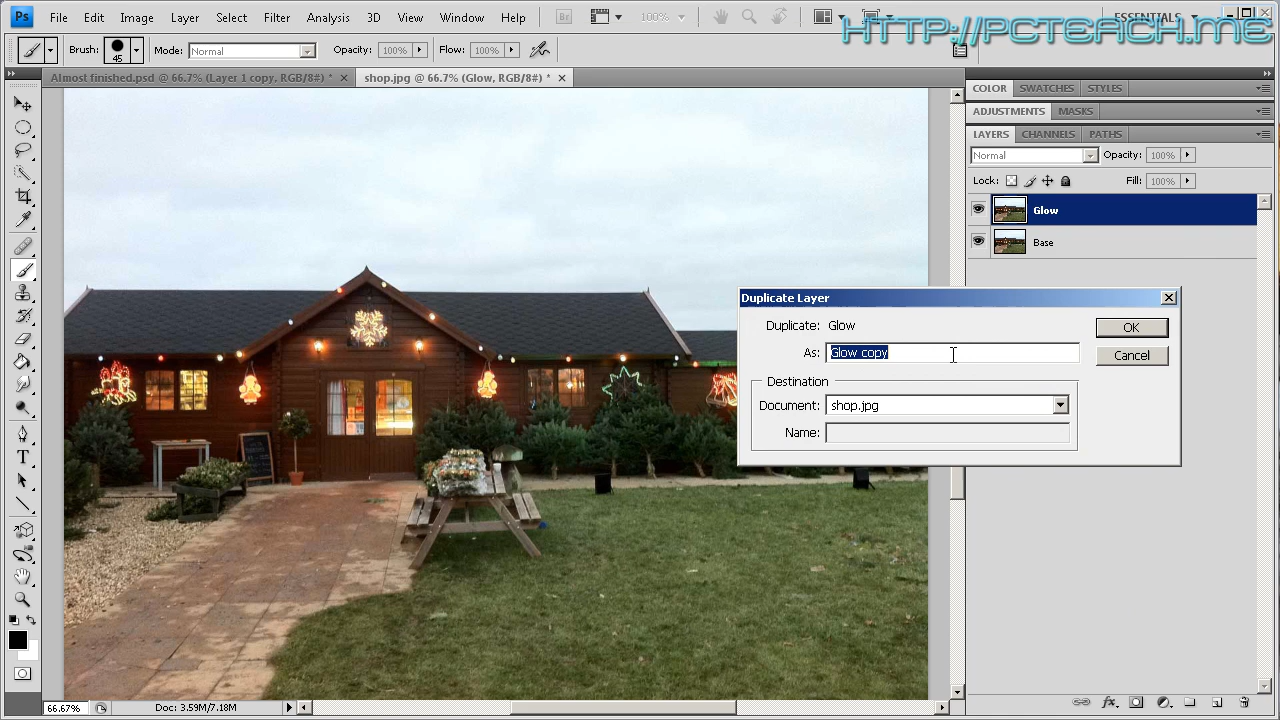 Ps File Edit Image Layer Select Filter Analysis 3D View Window Help Br 100% ESSENTIALS
HTTP://PCTEACH.ME
Brush: 45 Mode: Normal Opacity: 100% Flow: 100%
Almost finished.psd @ 66.7% (Layer 1 copy, RGB/8#) * shop.jpg @ 66.7% (Glow, RGB/8#) *
COLOR SWATCHES STYLES
ADJUSTMENTS MASKS
LAYERS CHANNELS PATHS
Normal Opacity: 100%
Lock: Fill: 100%
Glow
Base
Duplicate Layer
Duplicate: Glow OK
As: Glow copy Cancel
Destination
Document: shop.jpg
Name:
T
66.67% Doc: 3.59M/7.18M
fx